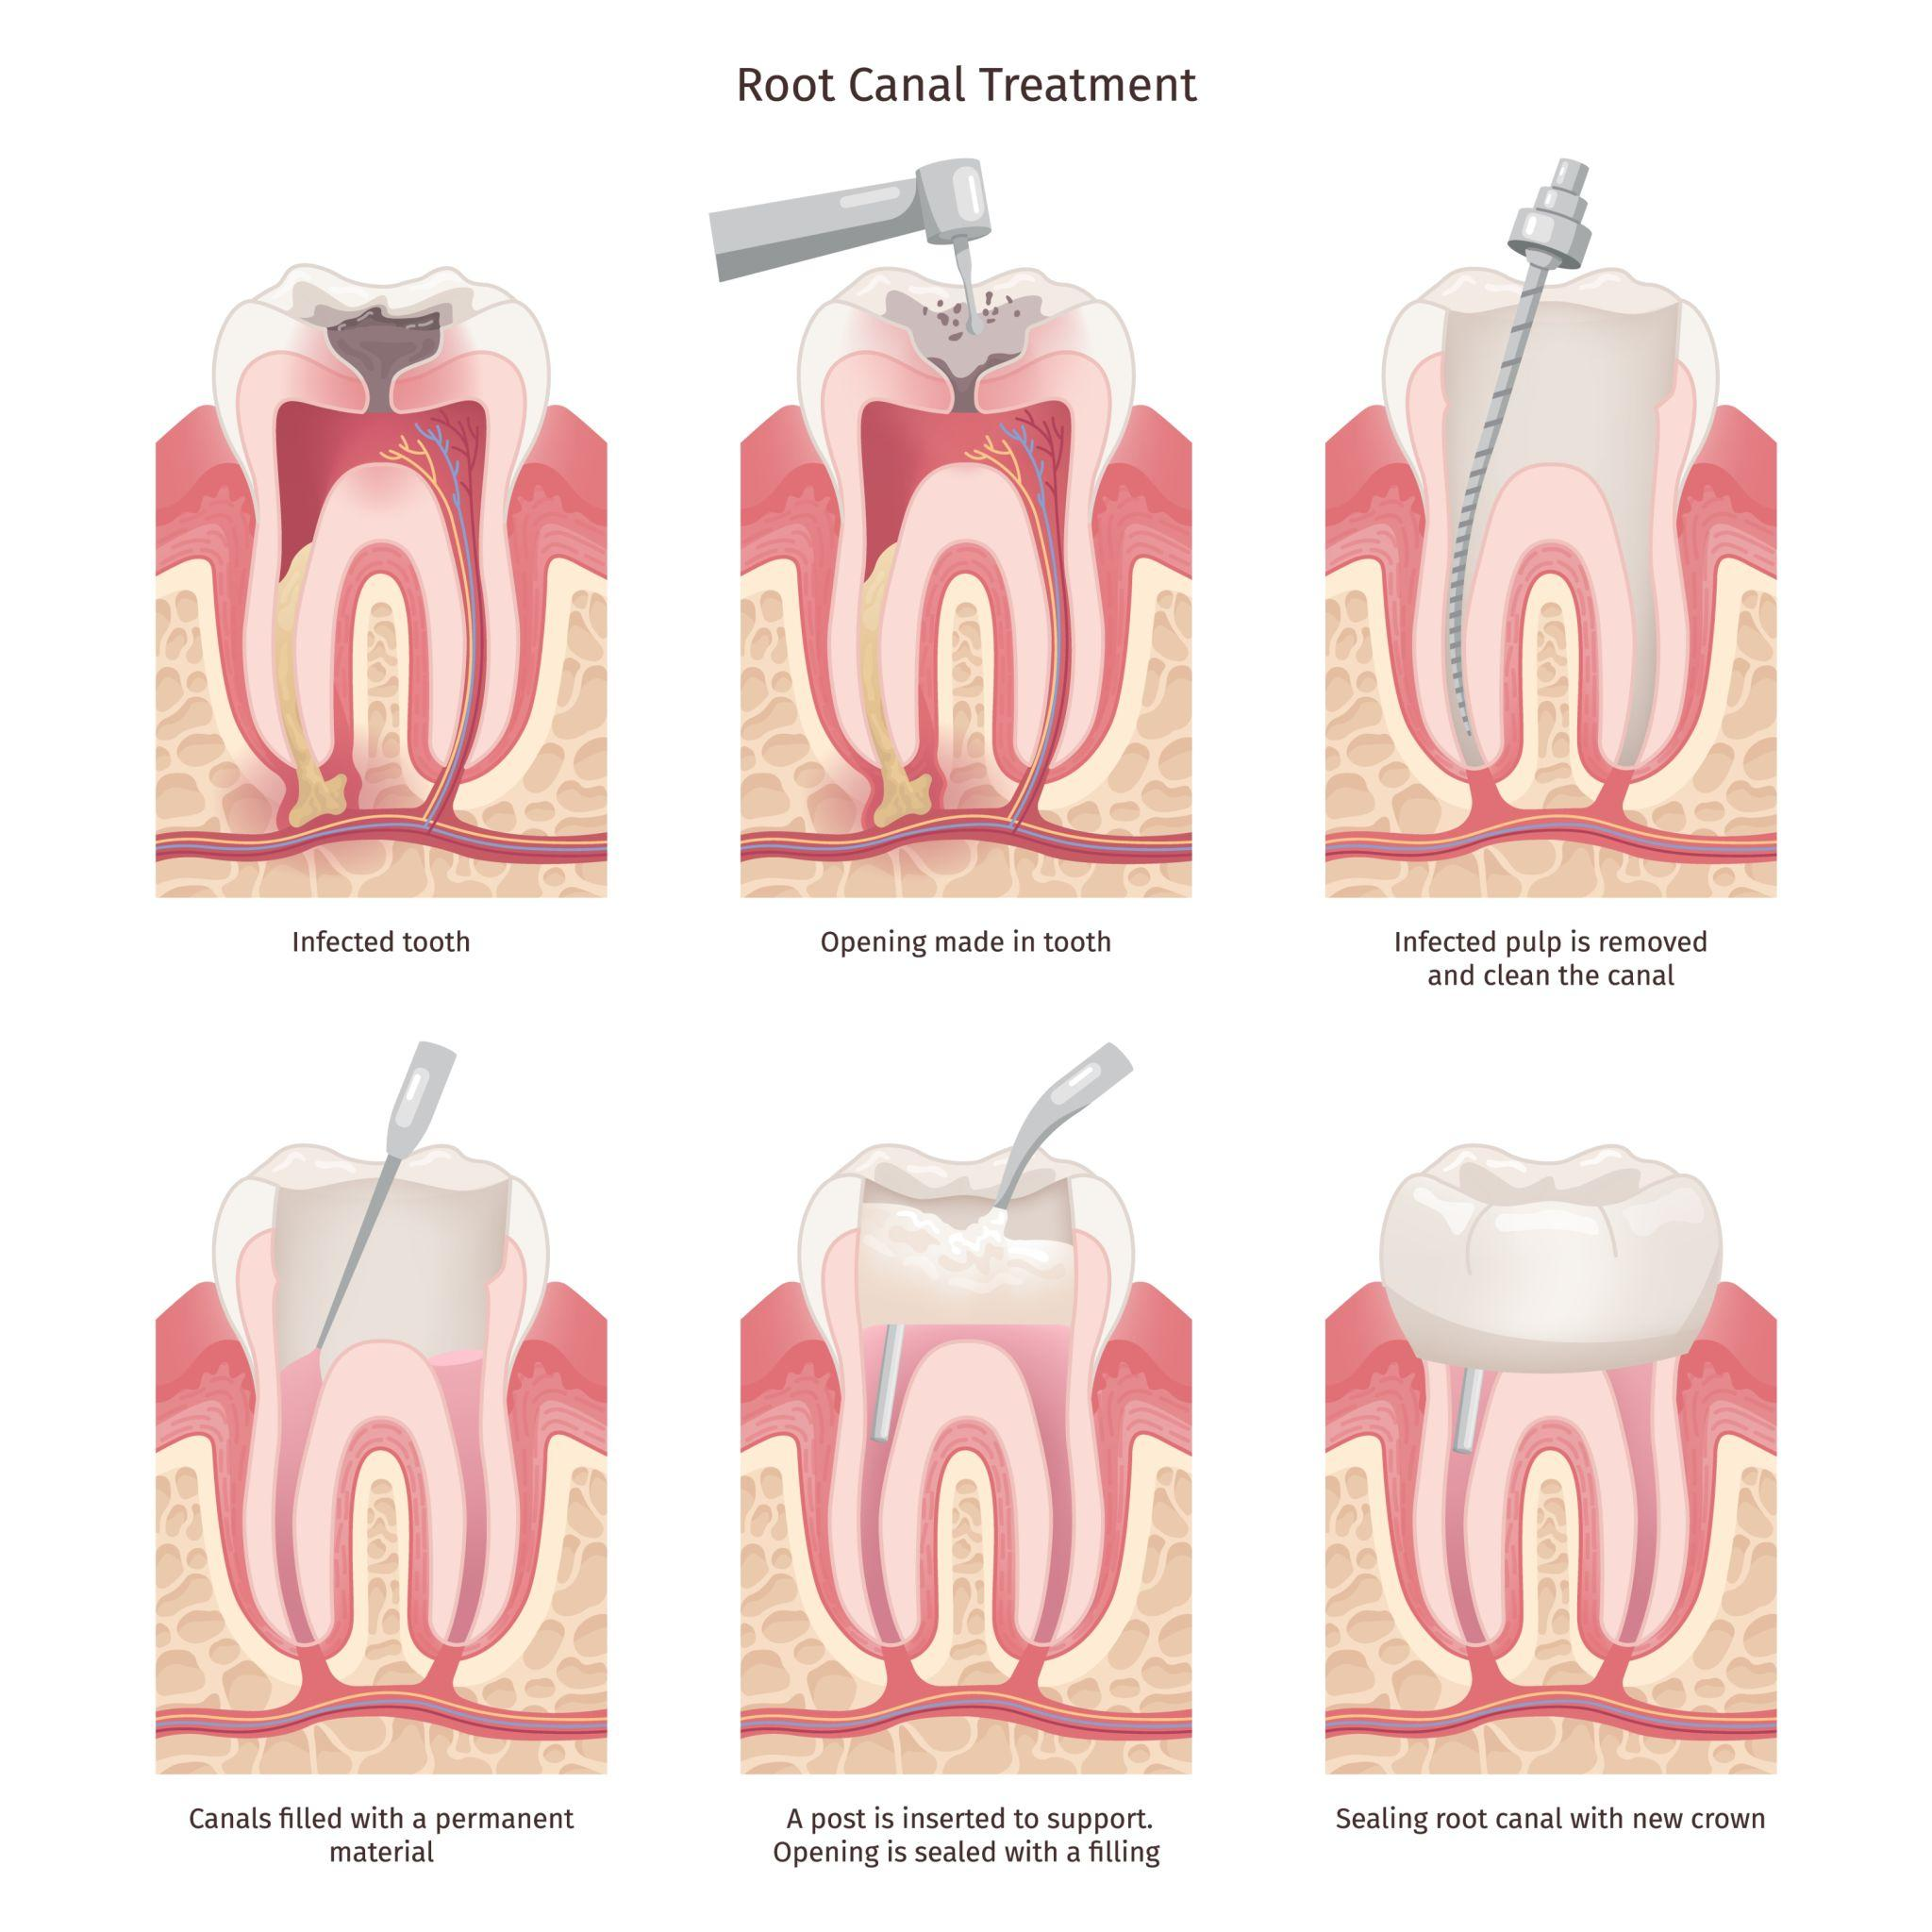 Root Canal Treatment
Infected tooth
Opening made in tooth
Infected pulp is removed
and clean the canal
Canals filled with a permanent
material
A post is inserted to support.
Opening is sealed with a filling
Sealing root canal with new crown